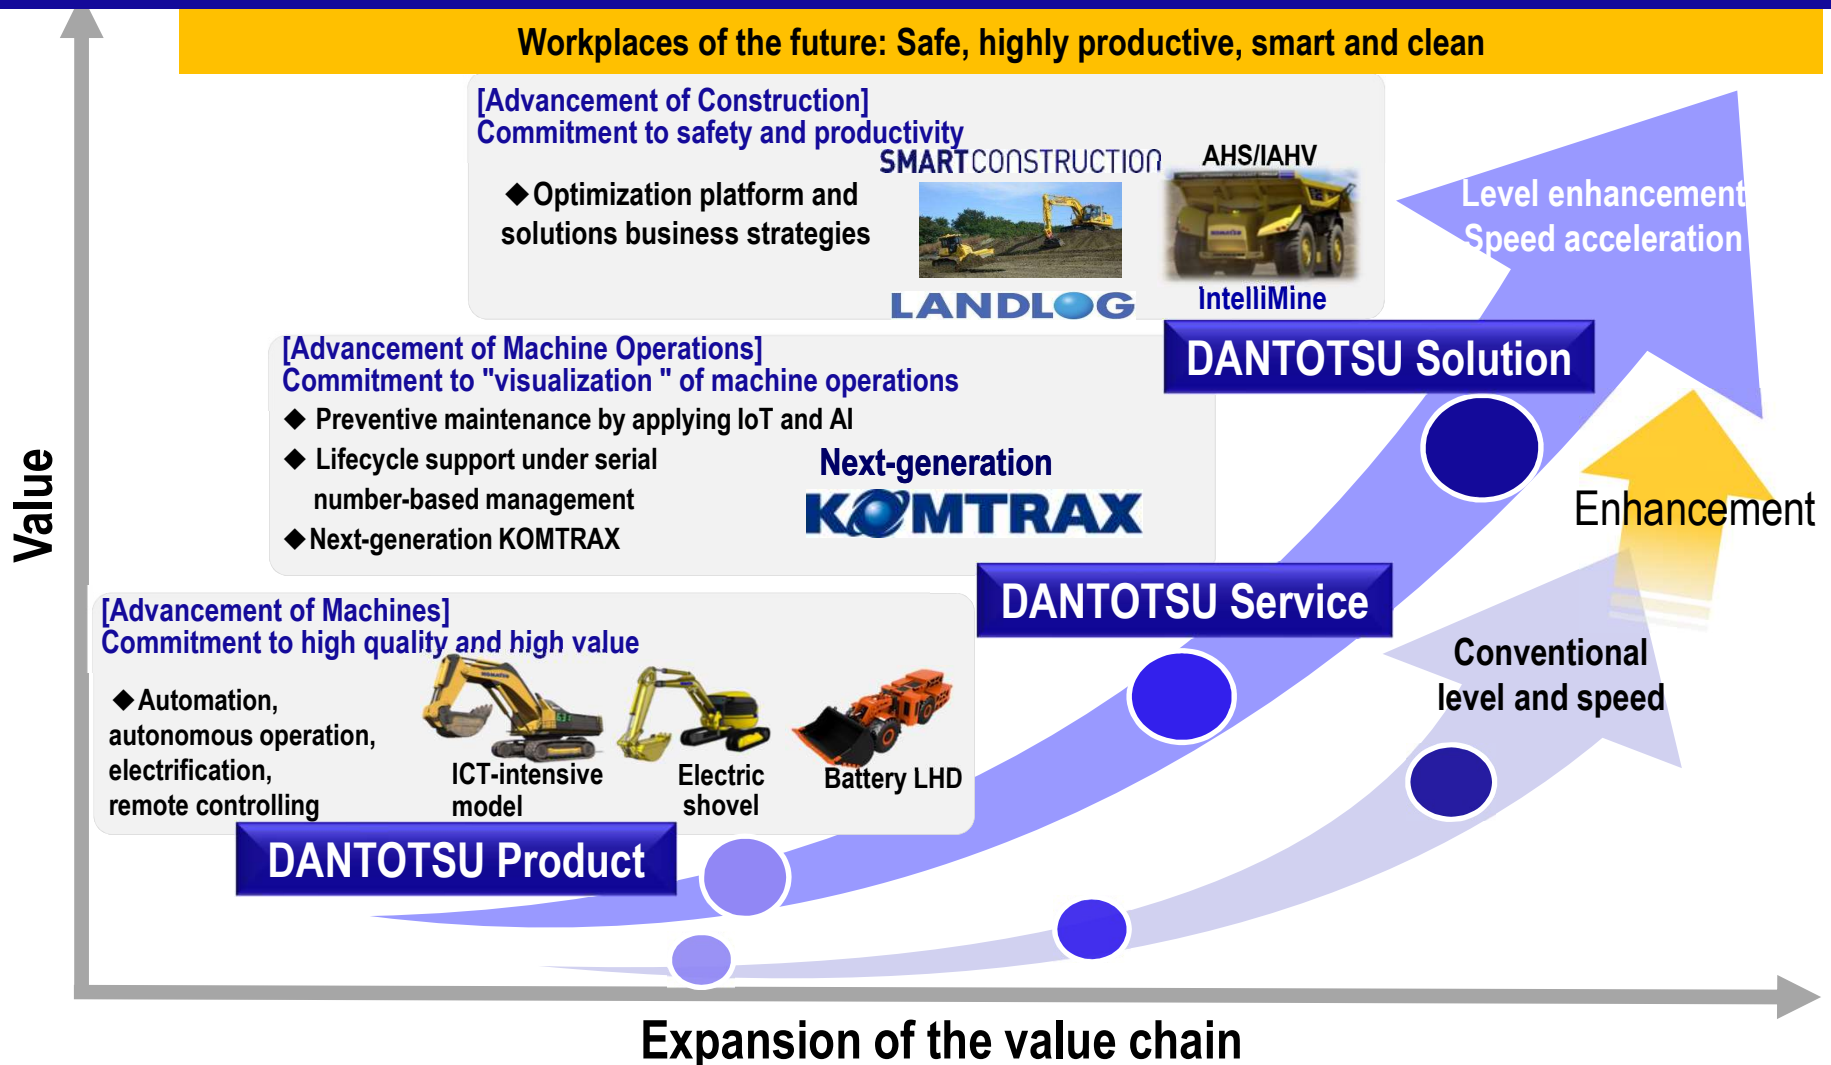 Workplaces of the future: Safe, highly productive, smart and clean
[Advancement of Construction]
Commitment to safety and productivity
◆Optimization platform and
solutions business strategies
SMARTCONSTRUCTION
LANDLOG
AHS/IAHV
KOMATSU
IntelliMine
Level enhancement
Speed acceleration
DANTOTSU Solution
[Advancement of Machine Operations]
Commitment to "visualization " of machine operations
◆ Preventive maintenance by applying IoT and AI
◆ Lifecycle support under serial
number-based management
◆Next-generation KOMTRAX
Next-generation
KOMTRAX
Enhancement
DANTOTSU Service
[Advancement of Machines]
Commitment to high quality and high value
◆Automation,
autonomous operation,
electrification,
remote controlling
KOMATSU
ICT-intensive
model
Electric
shovel
Battery LHD
Conventional
level and speed
DANTOTSU Product
Value
Expansion of the value chain